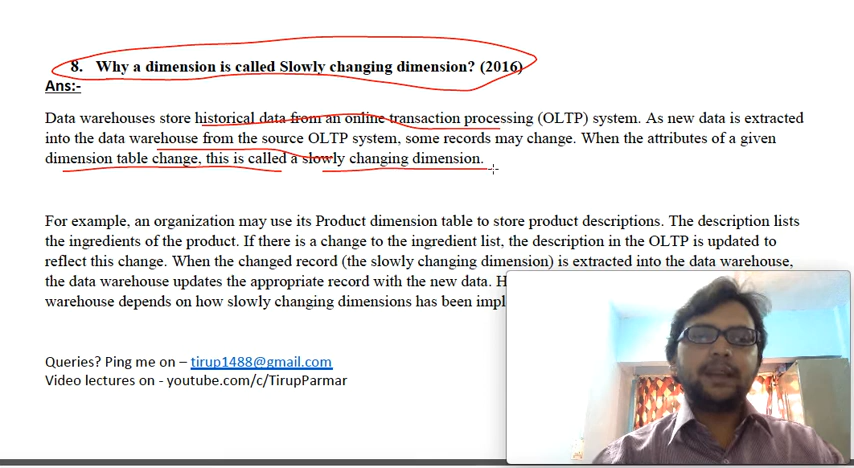 8. Why a dimension is called Slowly changing dimension? (2016)
Ans:-
Data warehouses store historical data from an online transaction processing (OLTP) system. As new data is extracted
into the data warehouse from the source OLTP system, some records may change. When the attributes of a given
dimension table change, this is called a slowly changing dimension.
For example, an organization may use its Product dimension table to store product descriptions. The description lists
the ingredients of the product. If there is a change to the ingredient list, the description in the OLTP is updated to
reflect this change. When the changed record (the slowly changing dimension) is extracted into the data warehouse,
the data warehouse updates the appropriate record with the new data. H
warehouse depends on how slowly changing dimensions has been impl
Queries? Ping me on – tirup1488@gmail.com
Video lectures on - youtube.com/c/TirupParmar